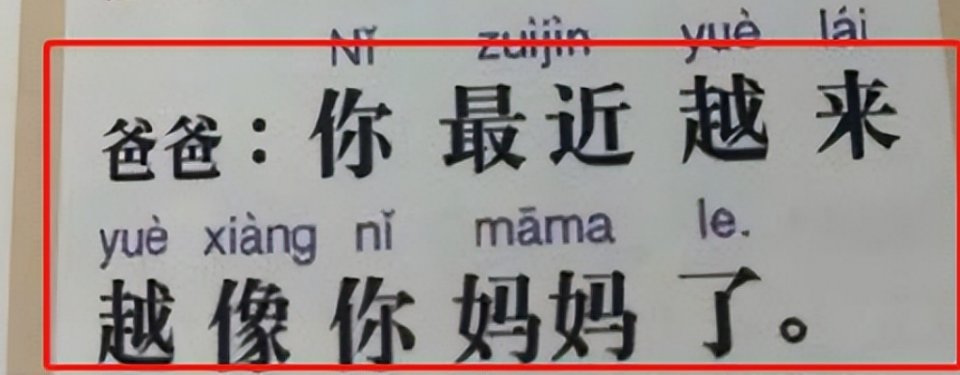 Nǐ zuìjìn yuè lái
爸爸：你最近越来
yuè xiàng nǐ māma le.
越像你妈妈了。